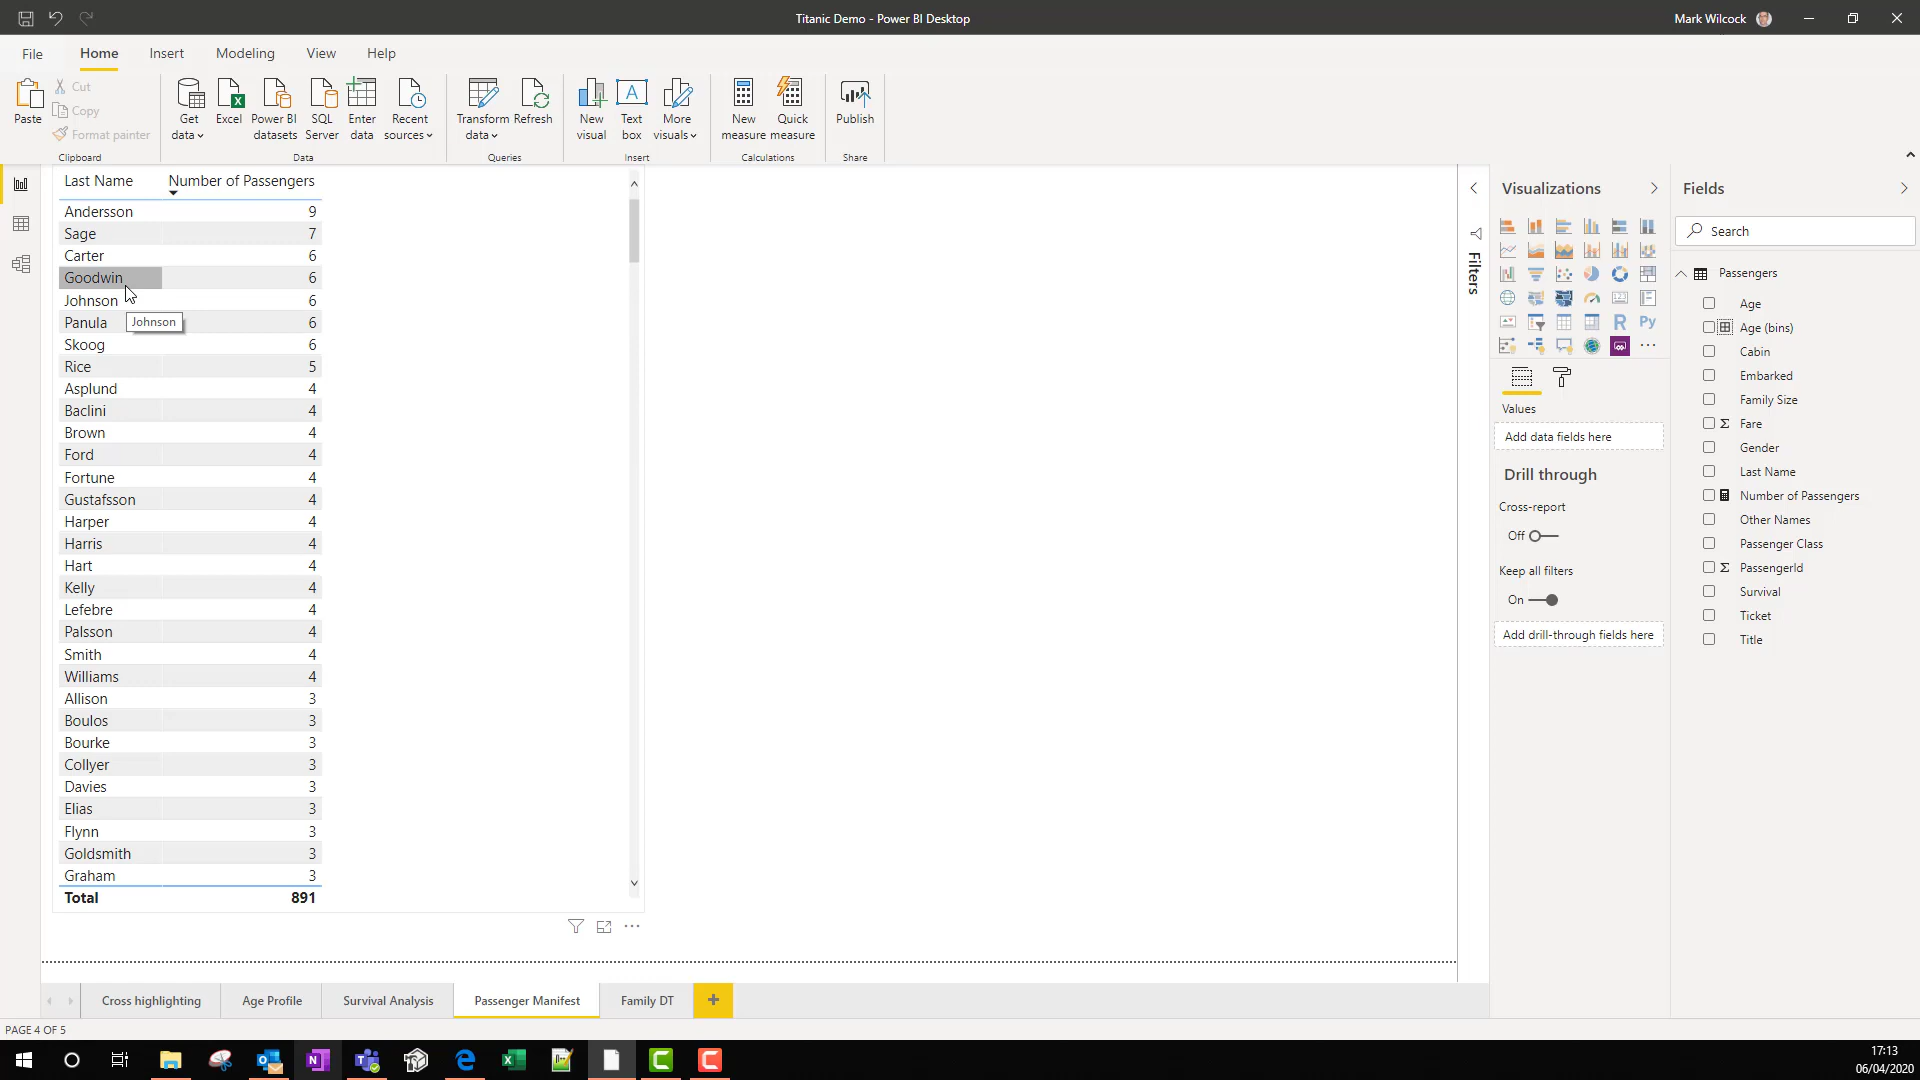 Titanic Demo - Power BI Desktop
Mark Wilcock
File
Home
Insert
Modeling
View
Help
Paste
Cut
Copy
Format painter
Clipboard
Get data
Excel
Power BI datasets
SQL Server
Enter data
Recent sources
Data
Transform data
Refresh
Queries
New visual
Text box
More visuals
Insert
New measure
Quick measure
Calculations
Publish
Share
Last Name Number of Passengers
Andersson 9
Sage 7
Carter 6
Goodwin 6
Johnson 6
Panula 6
Johnson
Skoog 6
Rice 5
Asplund 4
Baclini 4
Brown 4
Ford 4
Fortune 4
Gustafsson 4
Harper 4
Harris 4
Hart 4
Kelly 4
Lefebre 4
Palsson 4
Smith 4
Williams 4
Allison 3
Boulos 3
Bourke 3
Collyer 3
Davies 3
Elias 3
Flynn 3
Goldsmith 3
Graham 3
Total 891
Filters
Visualizations
R
Py
Values
Add data fields here
Drill through
Cross-report
Off
Keep all filters
On
Add drill-through fields here
Fields
Search
Passengers
Age
Age (bins)
Cabin
Embarked
Family Size
Fare
Gender
Last Name
Number of Passengers
Other Names
Passenger Class
PassengerId
Survival
Ticket
Title
Cross highlighting
Age Profile
Survival Analysis
Passenger Manifest
Family DT
PAGE 4 OF 5
17:13
06/04/2020